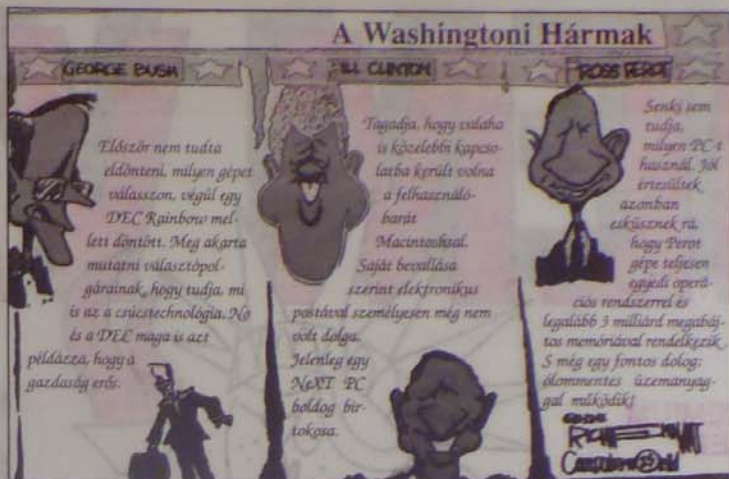 A Washingtoni Hármak
GEORGE BUSH
Először nem tudta
eldönteni, milyen gépet
válasszon, végül egy
DEC Rainbow mel-
lett döntött. Meg akarta
mutatni választópol-
gárainak, hogy tudja, mi
is az a csúcstechnológia. No
és a DEC maga is azt
példázza, hogy a
gazdaság erős.
ILL CLINTON
Tagadja, hogy valaha
is közelebbi kapcso-
latba került volna
a felhasználó-
barát
Macintoshsal.
Saját bevallása
szerint elektronikus
postával személyesen még nem
volt dolga.
Jelenleg egy
NeXT PC
boldog bir-
tokosa.
ROSS PEROT
Senki sem
tudja,
milyen PC-t
használ. Jól
értesültek
azonban
esküsznek rá,
hogy Perot
gépe teljesen
egyedi operá-
ciós rendszerrel és
legalább 3 milliárd megabáj-
tos memóriával rendelkezik.
S még egy fontos dolog:
ólommentes üzemanyag-
gal működik!